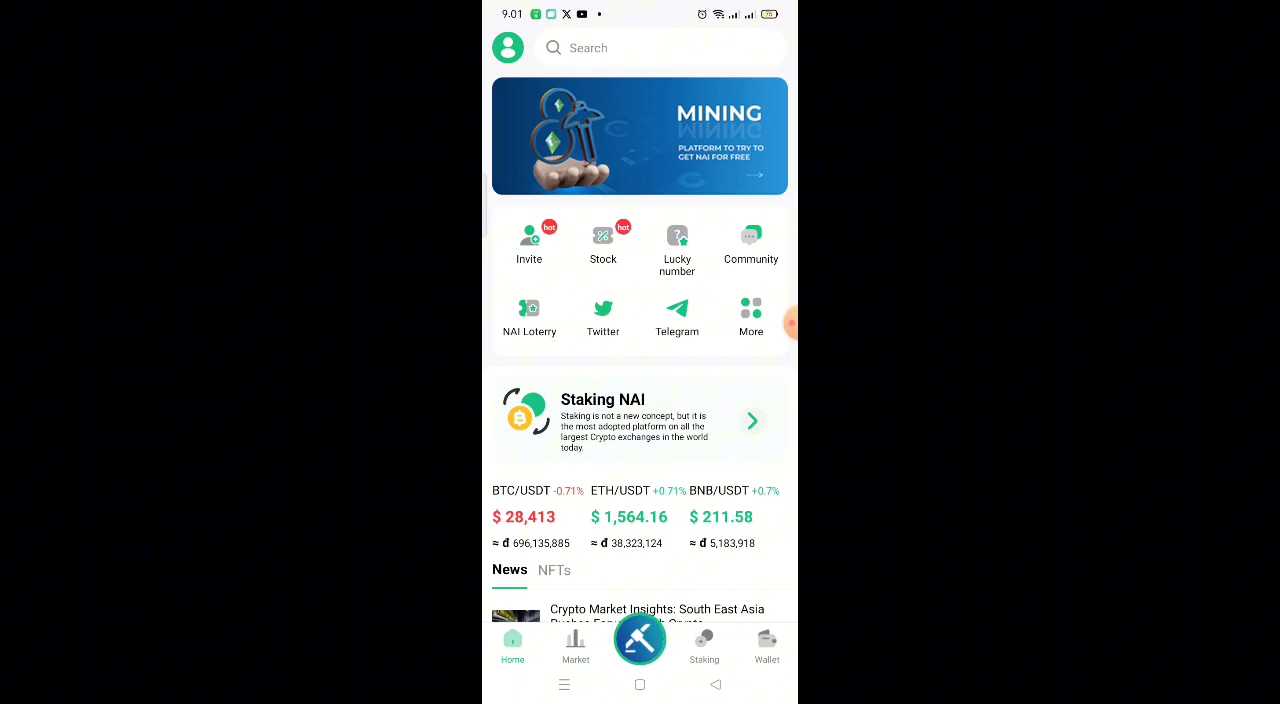 9.01
75
Search
MINING
PLATFORM TO TRY TO
GET NAI FOR FREE
hot
hot
Invite
Stock
Lucky
number
Community
NAI Loterry
Twitter
Telegram
More
Staking NAI
Staking is not a new concept, but it is
the most adopted platform on all the
largest Crypto exchanges in the world
today.
BTC/USDT -0.71% ETH/USDT +0.71% BNB/USDT +0.7%
$ 28,413 $ 1,564.16 $ 211.58
≈ đ 696,135,885 ≈ đ 38,323,124 ≈ đ 5,183,918
News NFTs
Crypto Market Insights: South East Asia
Home Market Staking Wallet